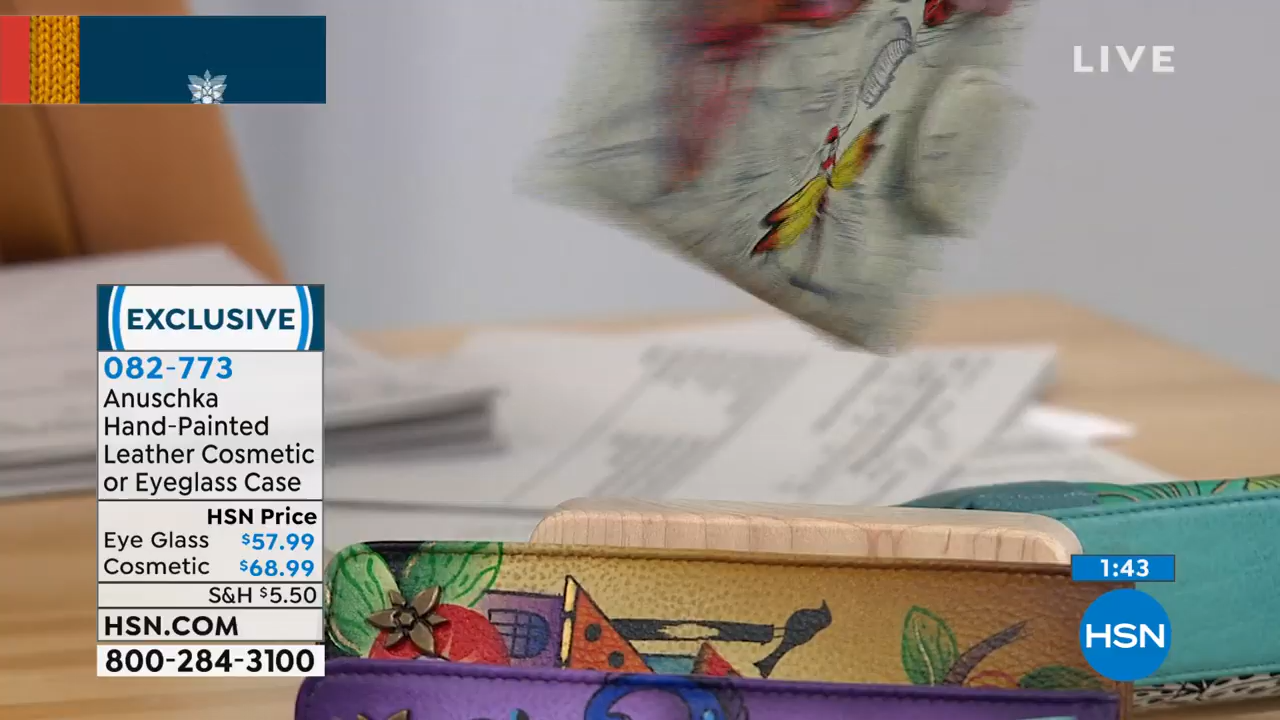 LIVE
EXCLUSIVE
082-773
Anuschka
Hand-Painted
Leather Cosmetic
or Eyeglass Case
HSN Price
Eye Glass $57.99
Cosmetic $68.99
S&H $5.50
HSN.COM
800-284-3100
1:43
HSN